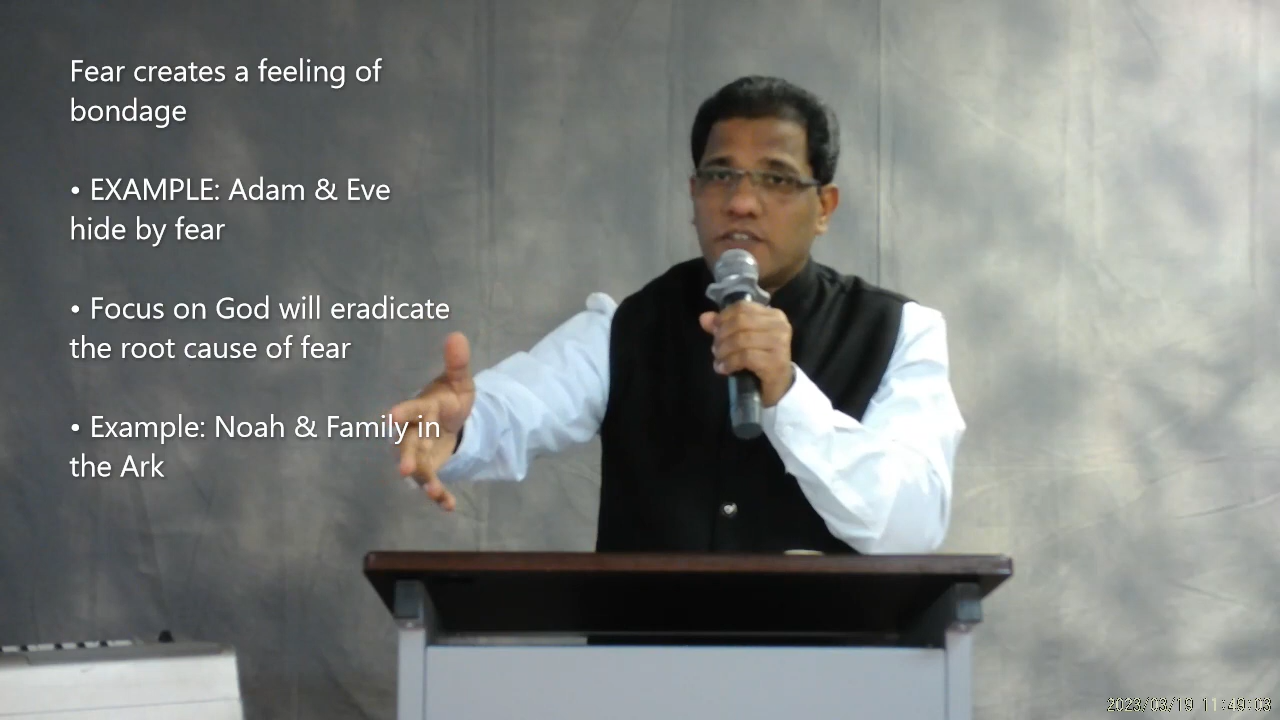 Fear creates a feeling of
bondage
• EXAMPLE: Adam & Eve
hide by fear
• Focus on God will eradicate
the root cause of fear
• Example: Noah & Family in
the Ark
2023/03/19 11:49:03